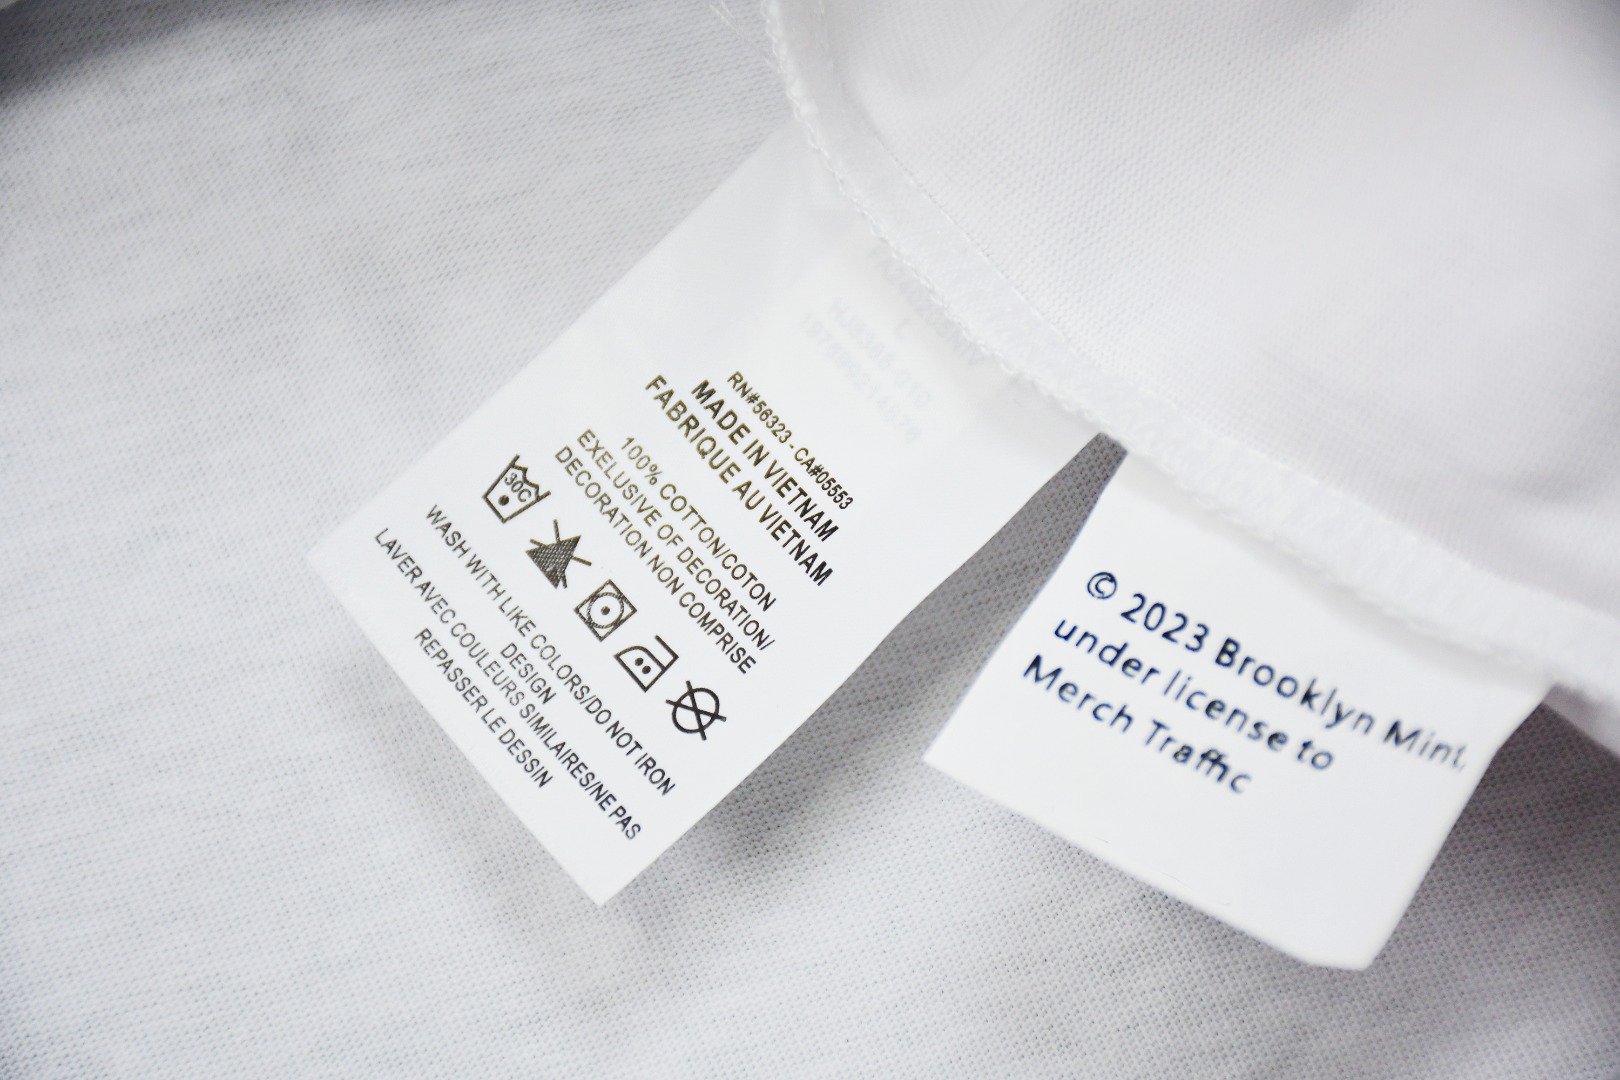 RN#56323 - CA#05553
MADE IN VIETNAM
FABRIQUE AU VIETNAM
100% COTTON/COTON
EXELUSIVE OF DECORATION/
DECORATION NON COMPRISE
30C
WASH WITH LIKE COLORS/DO NOT IRON
DESIGN
LAVER AVEC COULEURS SIMILAIRES/NE PAS
REPASSER LE DESSIN
© 2023 Brooklyn Mint,
under license to
Merch Traffic